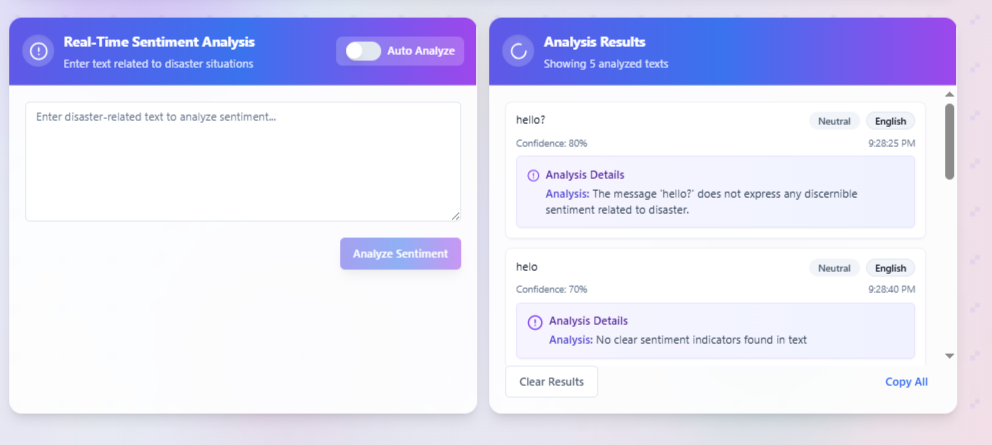 Real-Time Sentiment Analysis
Enter text related to disaster situations
Auto Analyze
Enter disaster-related text to analyze sentiment...
Analyze Sentiment
Analysis Results
Showing 5 analyzed texts
hello?
Neutral
English
Confidence: 80%
9:28:25 PM
Analysis Details
Analysis: The message 'hello?' does not express any discernible
sentiment related to disaster.
helo
Neutral
English
Confidence: 70%
9:28:40 PM
Analysis Details
Analysis: No clear sentiment indicators found in text
Clear Results
Copy All